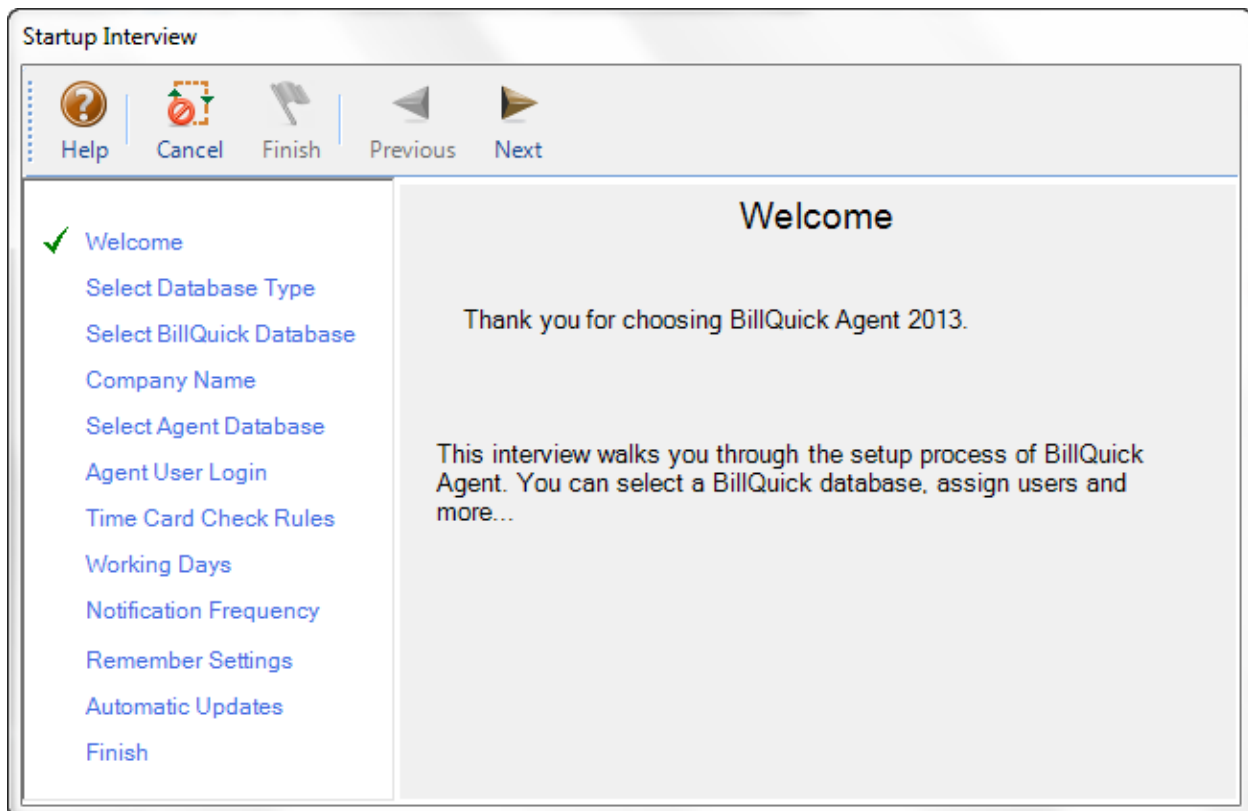 Startup Interview
Help Cancel Finish Previous Next
Welcome
Select Database Type
Select BillQuick Database
Company Name
Select Agent Database
Agent User Login
Time Card Check Rules
Working Days
Notification Frequency
Remember Settings
Automatic Updates
Finish
Welcome
Thank you for choosing BillQuick Agent 2013.
This interview walks you through the setup process of BillQuick
Agent. You can select a BillQuick database, assign users and
more...